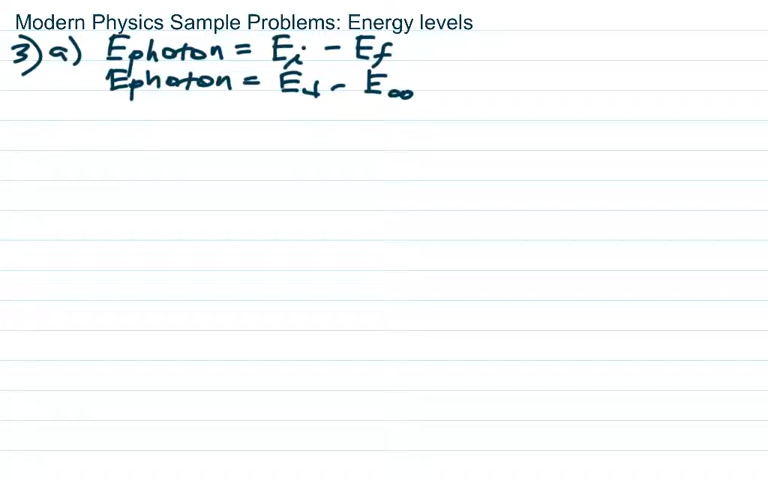 Modern Physics Sample Problems: Energy levels
3) a) Ephoton = Ei - Ef
Ephoton = E - E∞